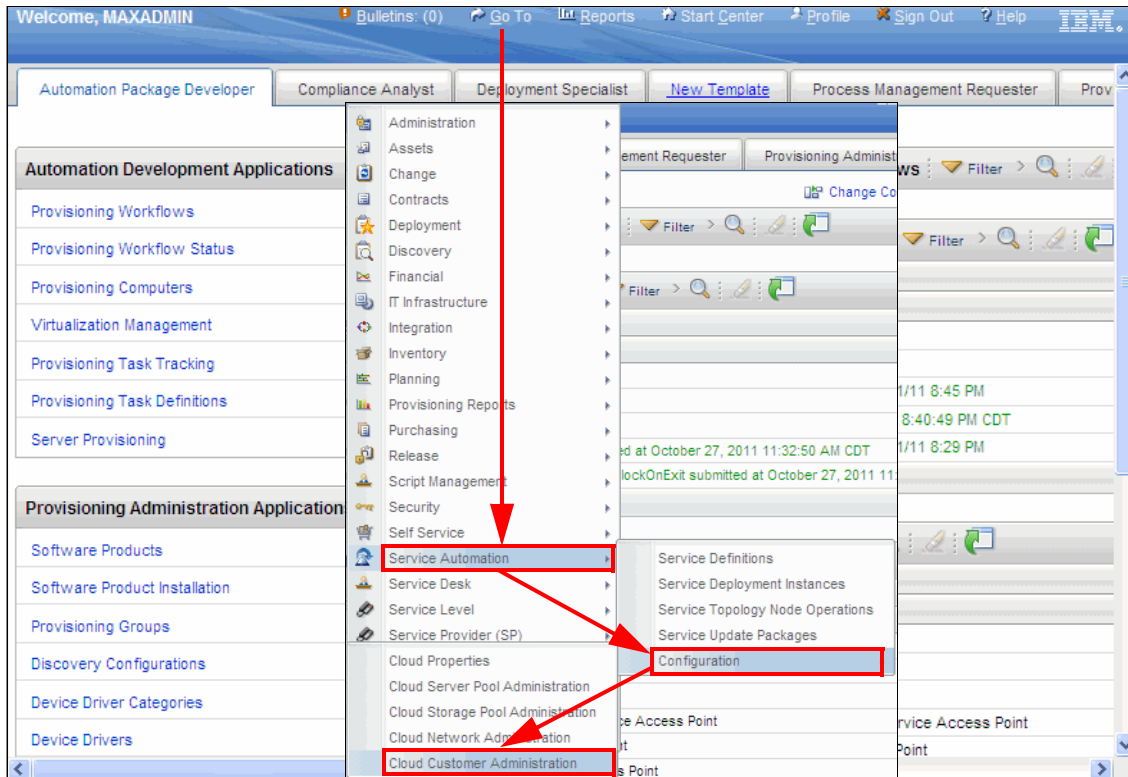 Welcome, MAXADMIN
Bulletins: (0) Go To Reports Start Center Profile Sign Out ? Help IBM.
Automation Package Developer Compliance Analyst Deployment Specialist New Template Process Management Requester Prov
Automation Development Applications
Provisioning Workflows
Provisioning Workflow Status
Provisioning Computers
Virtualization Management
Provisioning Task Tracking
Provisioning Task Definitions
Server Provisioning
Provisioning Administration Application
Software Products
Software Product Installation
Provisioning Groups
Discovery Configurations
Device Driver Categories
Device Drivers
Administration
Assets
Change
Contracts
Deployment
Discovery
Financial
IT Infrastructure
Integration
Inventory
Planning
Provisioning Reports
Purchasing
Release
Script Management
Security
Self Service
Service Automation
Service Desk
Service Level
Service Provider (SP)
Cloud Properties
Cloud Server Pool Administration
Cloud Storage Pool Administration
Cloud Network Administration
Cloud Customer Administration
ement Requester Provisioning Administ
Change Co
Filter
Filter
ed at October 27, 2011 11:32:50 AM CDT
lockOnExit submitted at October 27, 2011 11:
Service Definitions
Service Deployment Instances
Service Topology Node Operations
Service Update Packages
Configuration
ce Access Point
nt
s Point
ws Filter
Filter
1/11 8:45 PM
8:40:49 PM CDT
1/11 8:29 PM
rvice Access Point
Point